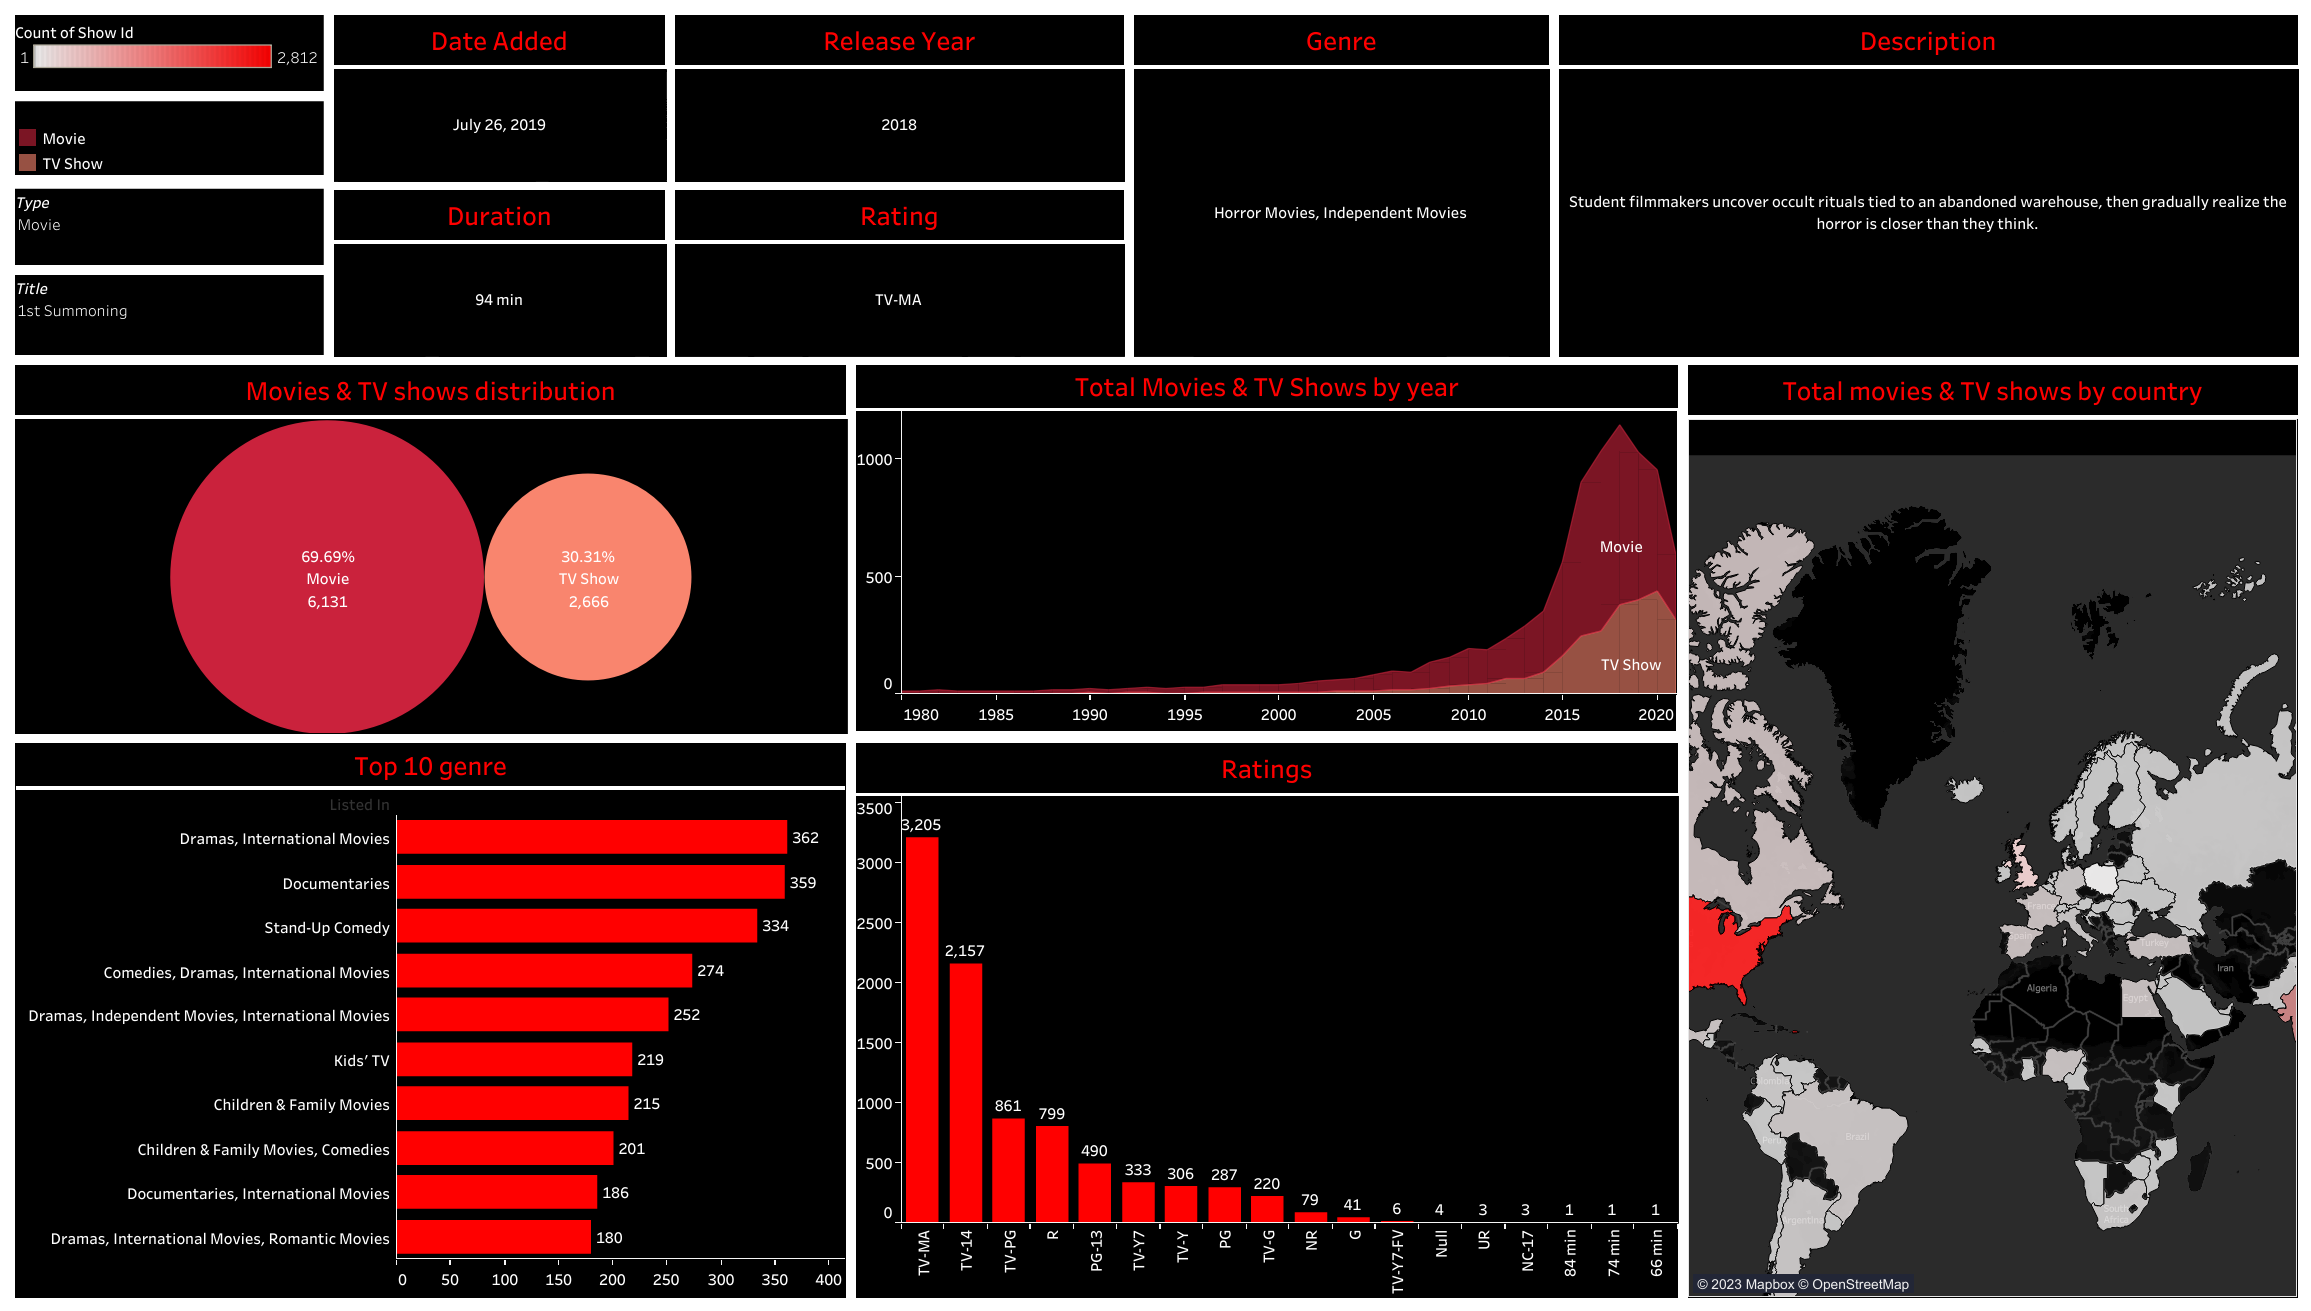 Count of Show Id
1 2,812
Movie
TV Show
Type
Movie
Title
1st Summoning
Date Added
July 26, 2019
Duration
94 min
Release Year
2018
Rating
TV-MA
Genre
Horror Movies, Independent Movies
Description
Student filmmakers uncover occult rituals tied to an abandoned warehouse, then gradually realize the
horror is closer than they think.
Movies & TV shows distribution
69.69%
Movie
6,131
30.31%
TV Show
2,666
Total Movies & TV Shows by year
1000
500
0
Movie
TV Show
1980 1985 1990 1995 2000 2005 2010 2015 2020
Total movies & TV shows by country
France
Spain
Turkey
Algeria
Egypt
Iran
Colombia
Peru
Brazil
Argentina
South
Africa
© 2023 Mapbox © OpenStreetMap
Top 10 genre
Listed In
Dramas, International Movies 362
Documentaries 359
Stand-Up Comedy 334
Comedies, Dramas, International Movies 274
Dramas, Independent Movies, International Movies 252
Kids' TV 219
Children & Family Movies 215
Children & Family Movies, Comedies 201
Documentaries, International Movies 186
Dramas, International Movies, Romantic Movies 180
0 50 100 150 200 250 300 350 400
Ratings
3500
3000
2500
2000
1500
1000
500
0
3,205 2,157 861 799 490 333 306 287 220 79 41 6 4 3 3 1 1 1
TV-MA TV-14 TV-PG R PG-13 TV-Y7 TV-Y PG TV-G NR G TV-Y7-FV Null UR NC-17 84 min 74 min 66 min